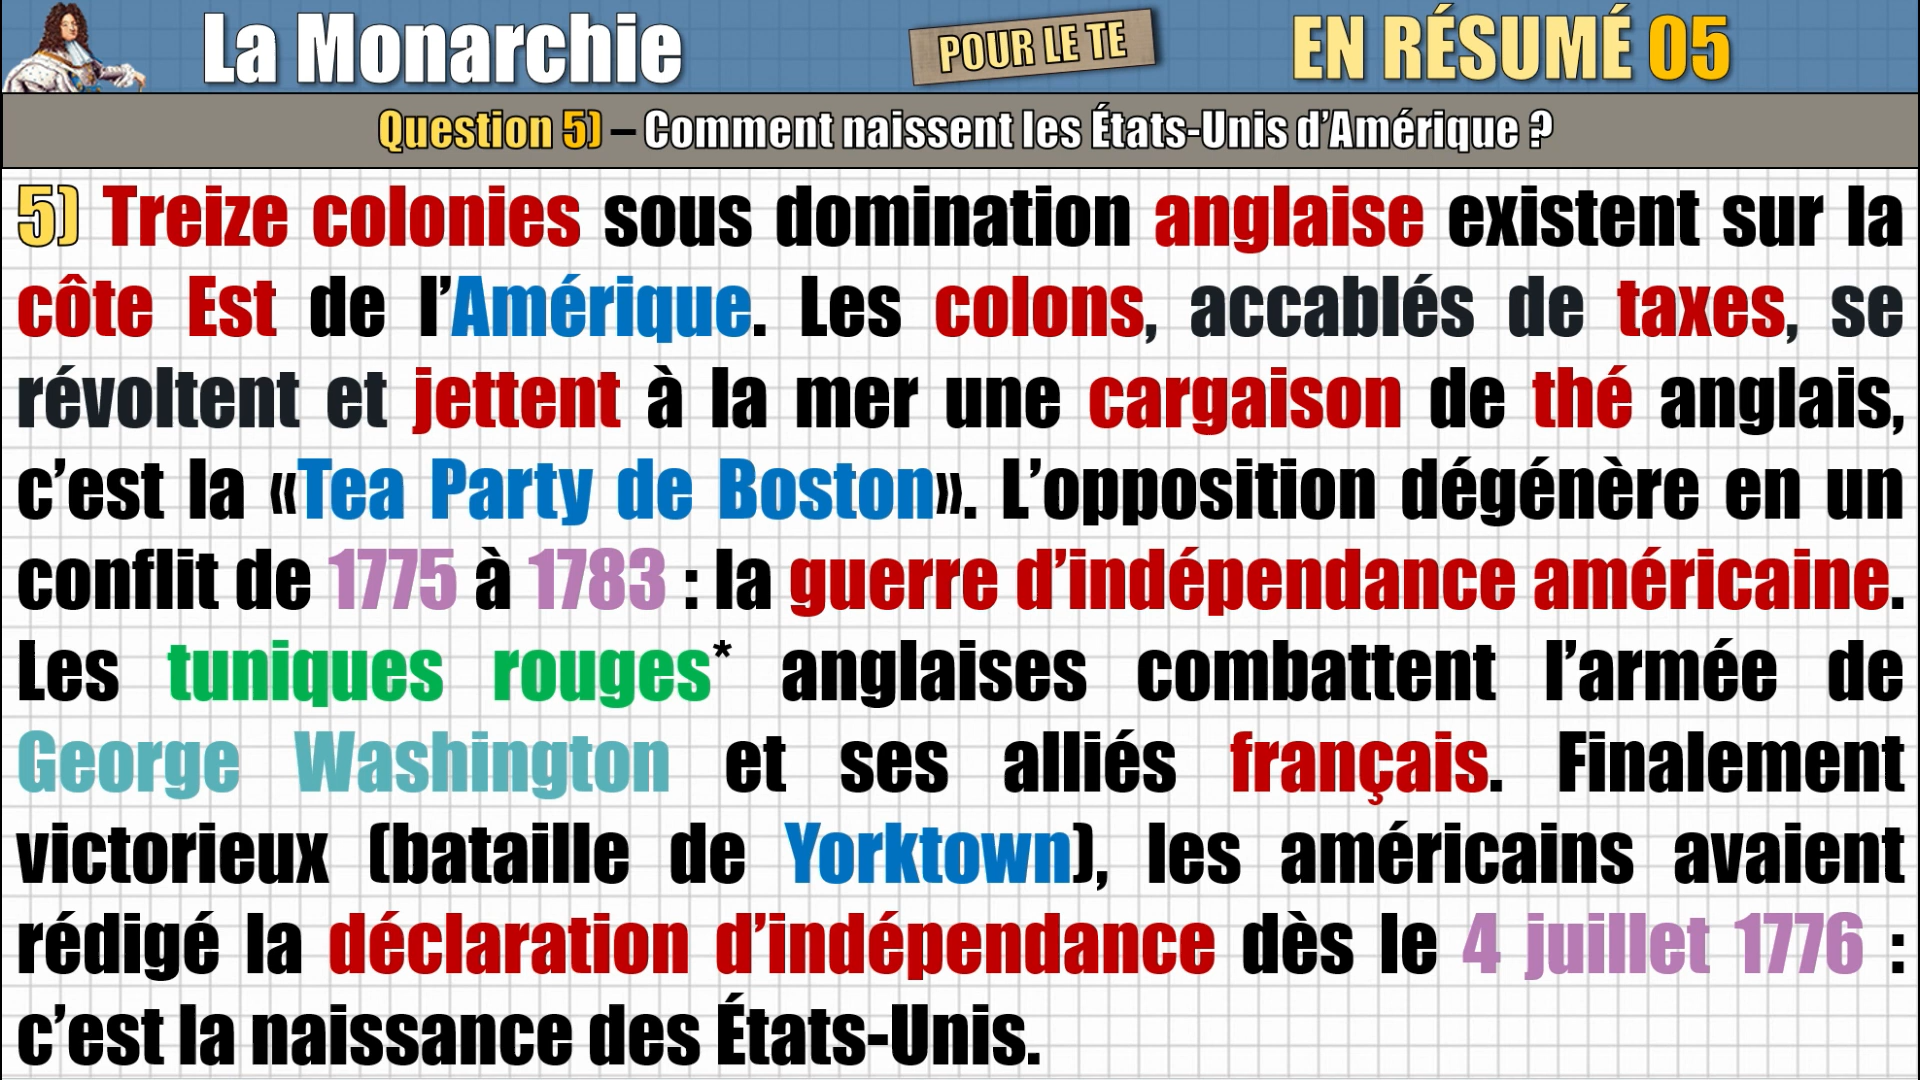 La Monarchie
POUR LE TE
EN RÉSUMÉ 05
Question 5) – Comment naissent les États-Unis d’Amérique ?
5) Treize colonies sous domination anglaise existent sur la
côte Est de l’Amérique. Les colons, accablés de taxes, se
révoltent et jettent à la mer une cargaison de thé anglais,
c’est la «Tea Party de Boston». L’opposition dégénère en un
conflit de 1775 à 1783 : la guerre d’indépendance américaine.
Les tuniques rouges* anglaises combattent l’armée de
George Washington et ses alliés français. Finalement
victorieux (bataille de Yorktown), les américains avaient
rédigé la déclaration d’indépendance dès le 4 juillet 1776 :
c’est la naissance des États-Unis.